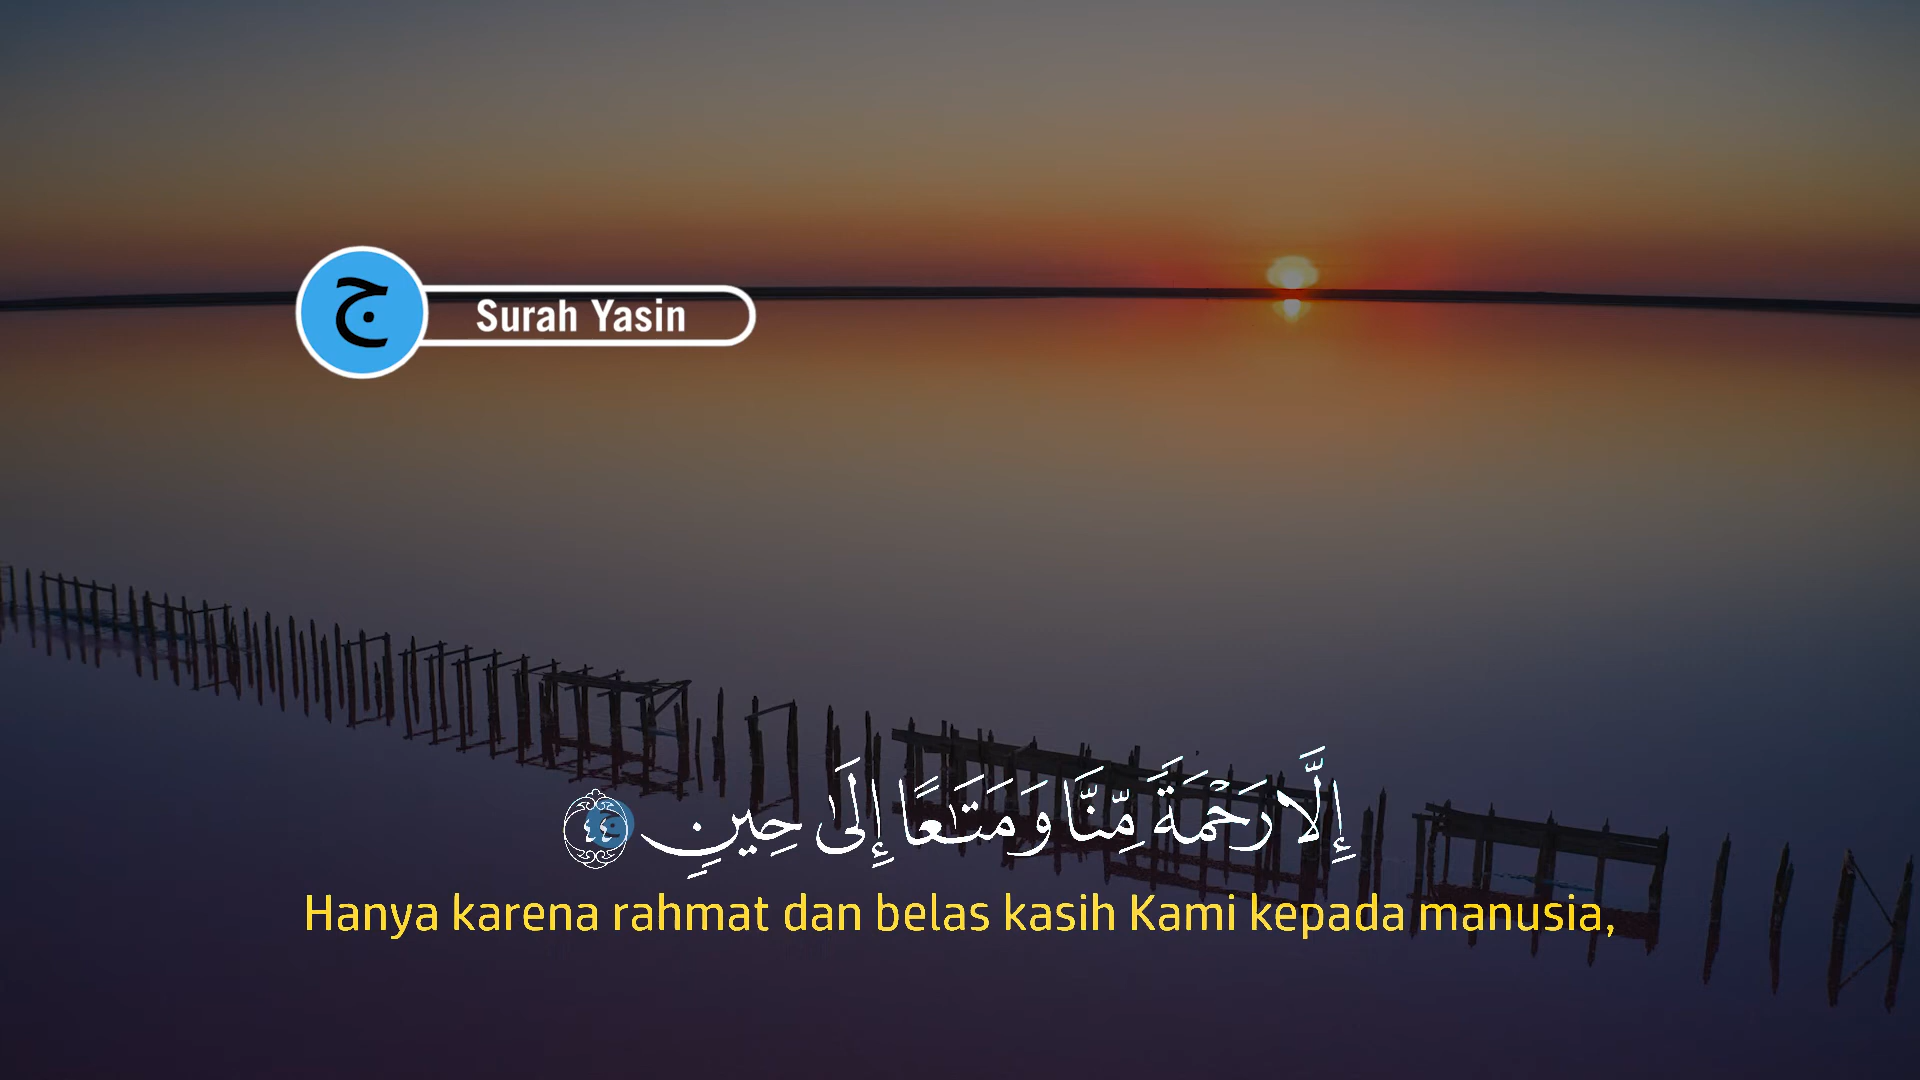 ج
Surah Yasin
إِلَّا رَحْمَةً مِّنَّا وَمَتَـٰعًا إِلَىٰ حِينٍ ٤٤
Hanya karena rahmat dan belas kasih Kami kepada manusia,